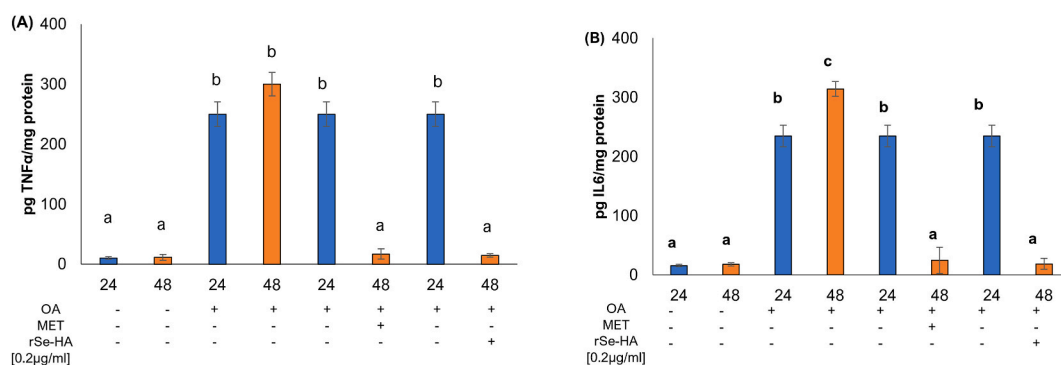 (A)
400
300
200
100
0
pg TNFα/mg protein
a a b b b a b a
24 48 24 48 24 48 24 48
OA - - + + + + + +
MET - - - - - + - -
rSe-HA - - - - - - - +
[0.2µg/ml]
(B)
400
300
200
100
0
pg IL6/mg protein
a a b c b a b a
24 48 24 48 24 48 24 48
OA - - + + + + + +
MET - - - - - + - -
rSe-HA - - - - - - - +
[0.2µg/ml]